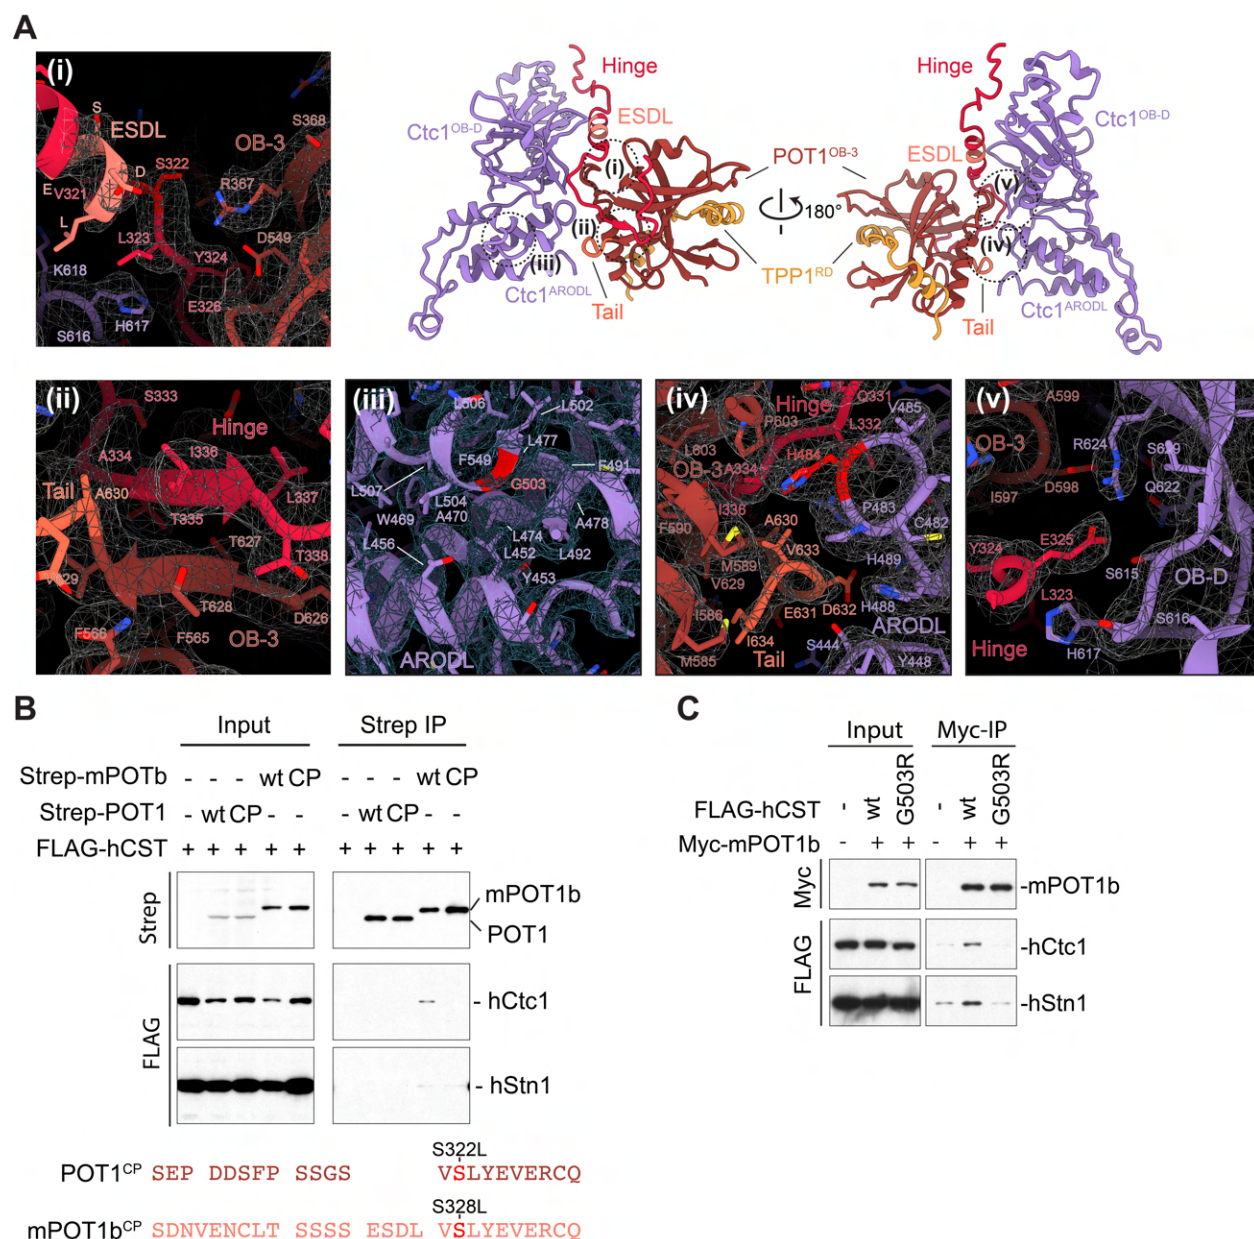 A
(i)
S
ESDL
OB-3
S368
D
S322
E
V321
R367
L
L323
D549
Y324
K618
E326
S616
H617
Hinge
ESDL
Ctc1OB-D
(i)
(ii)
(iii)
Ctc1ARODL
Tail
POT1OB-3
180°
TPP1RD
Hinge
Ctc1OB-D
ESDL
(v)
(iv)
Tail
Ctc1ARODL
(ii)
S333
Hinge
A334
I336
Tail
A630
L337
T335
T627
T338
T628
D626
F566
F565
OB-3
(iii)
L506
L502
L477
F549
F491
G503
L507
L504
A470
A478
W469
L474
L456
L452
L492
Y453
ARODL
(iv)
Hinge
Q331
P603
V485
L332
L603
H484
OB-3
A334
P483
I336
C482
F590
A630
V633
M589
H489
V629
I586
E631
D632
H488
ARODL
I634
S444
M585
Tail
Y448
(v)
A599
OB-3
R624
S629
D598
Q622
I597
Y324
E325
S615
OB-D
L323
S616
Hinge
H617
B
Input
Strep IP
Strep-mPOTb - - - wt CP - - - wt CP
Strep-POT1 - wt CP - - - wt CP - -
FLAG-hCST + + + + + + + + + +
Strep
mPOT1b
POT1
FLAG
- hCtc1
- hStn1
S322L
POT1CP SEP DDSFP SSGS VSLYEVERCQ
S328L
mPOT1bCP SDNVENCLT SSSS ESDL VSLYEVERCQ
C
Input
Myc-IP
FLAG-hCST - wt G503R - wt G503R
Myc-mPOT1b - + + - + +
Myc
-mPOT1b
FLAG
-hCtc1
-hStn1